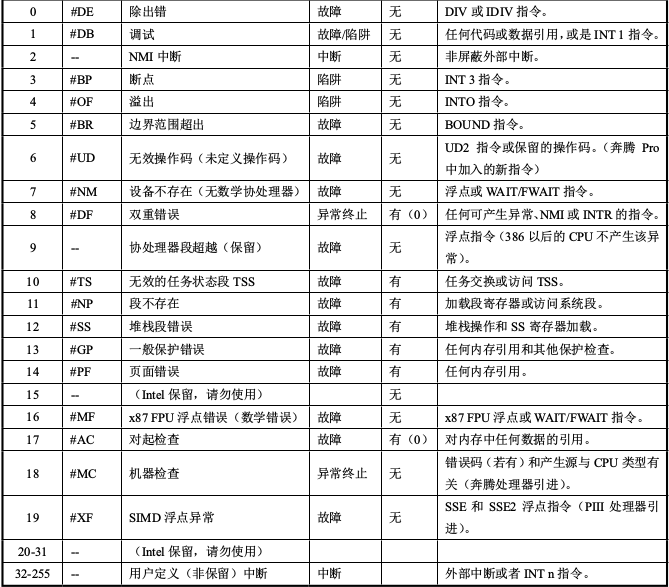 0 #DE 除出错 故障 无 DIV 或 IDIV 指令。
1 #DB 调试 故障/陷阱 无 任何代码或数据引用,或是 INT 1 指令。
2 -- NMI 中断 中断 无 非屏蔽外部中断。
3 #BP 断点 陷阱 无 INT 3 指令。
4 #OF 溢出 陷阱 无 INTO 指令。
5 #BR 边界范围超出 故障 无 BOUND 指令。
6 #UD 无效操作码（未定义操作码） 故障 无 UD2 指令或保留的操作码。（奔腾 Pro
中加入的新指令）
7 #NM 设备不存在（无数学协处理器） 故障 无 浮点或 WAIT/FWAIT 指令。
8 #DF 双重错误 异常终止 有（0） 任何可产生异常、NMI 或 INTR 的指令。
9 -- 协处理器段超越（保留） 故障 无 浮点指令（386 以后的 CPU 不产生该异
常）。
10 #TS 无效的任务状态段 TSS 故障 有 任务交换或访问 TSS。
11 #NP 段不存在 故障 有 加载段寄存器或访问系统段。
12 #SS 堆栈段错误 故障 有 堆栈操作和 SS 寄存器加载。
13 #GP 一般保护错误 故障 有 任何内存引用和其他保护检查。
14 #PF 页面错误 故障 有 任何内存引用。
15 -- （Intel 保留，请勿使用） 无
16 #MF x87 FPU 浮点错误（数学错误） 故障 无 x87 FPU 浮点或 WAIT/FWAIT 指令。
17 #AC 对起检查 故障 有（0） 对内存中任何数据的引用。
18 #MC 机器检查 异常终止 无 错误码（若有）和产生源与 CPU 类型有
关（奔腾处理器引进）。
19 #XF SIMD 浮点异常 故障 无 SSE 和 SSE2 浮点指令（PIII 处理器引
进）。
20-31 -- （Intel 保留，请勿使用）
32-255 -- 用户定义（非保留）中断 中断 外部中断或者 INT n 指令。